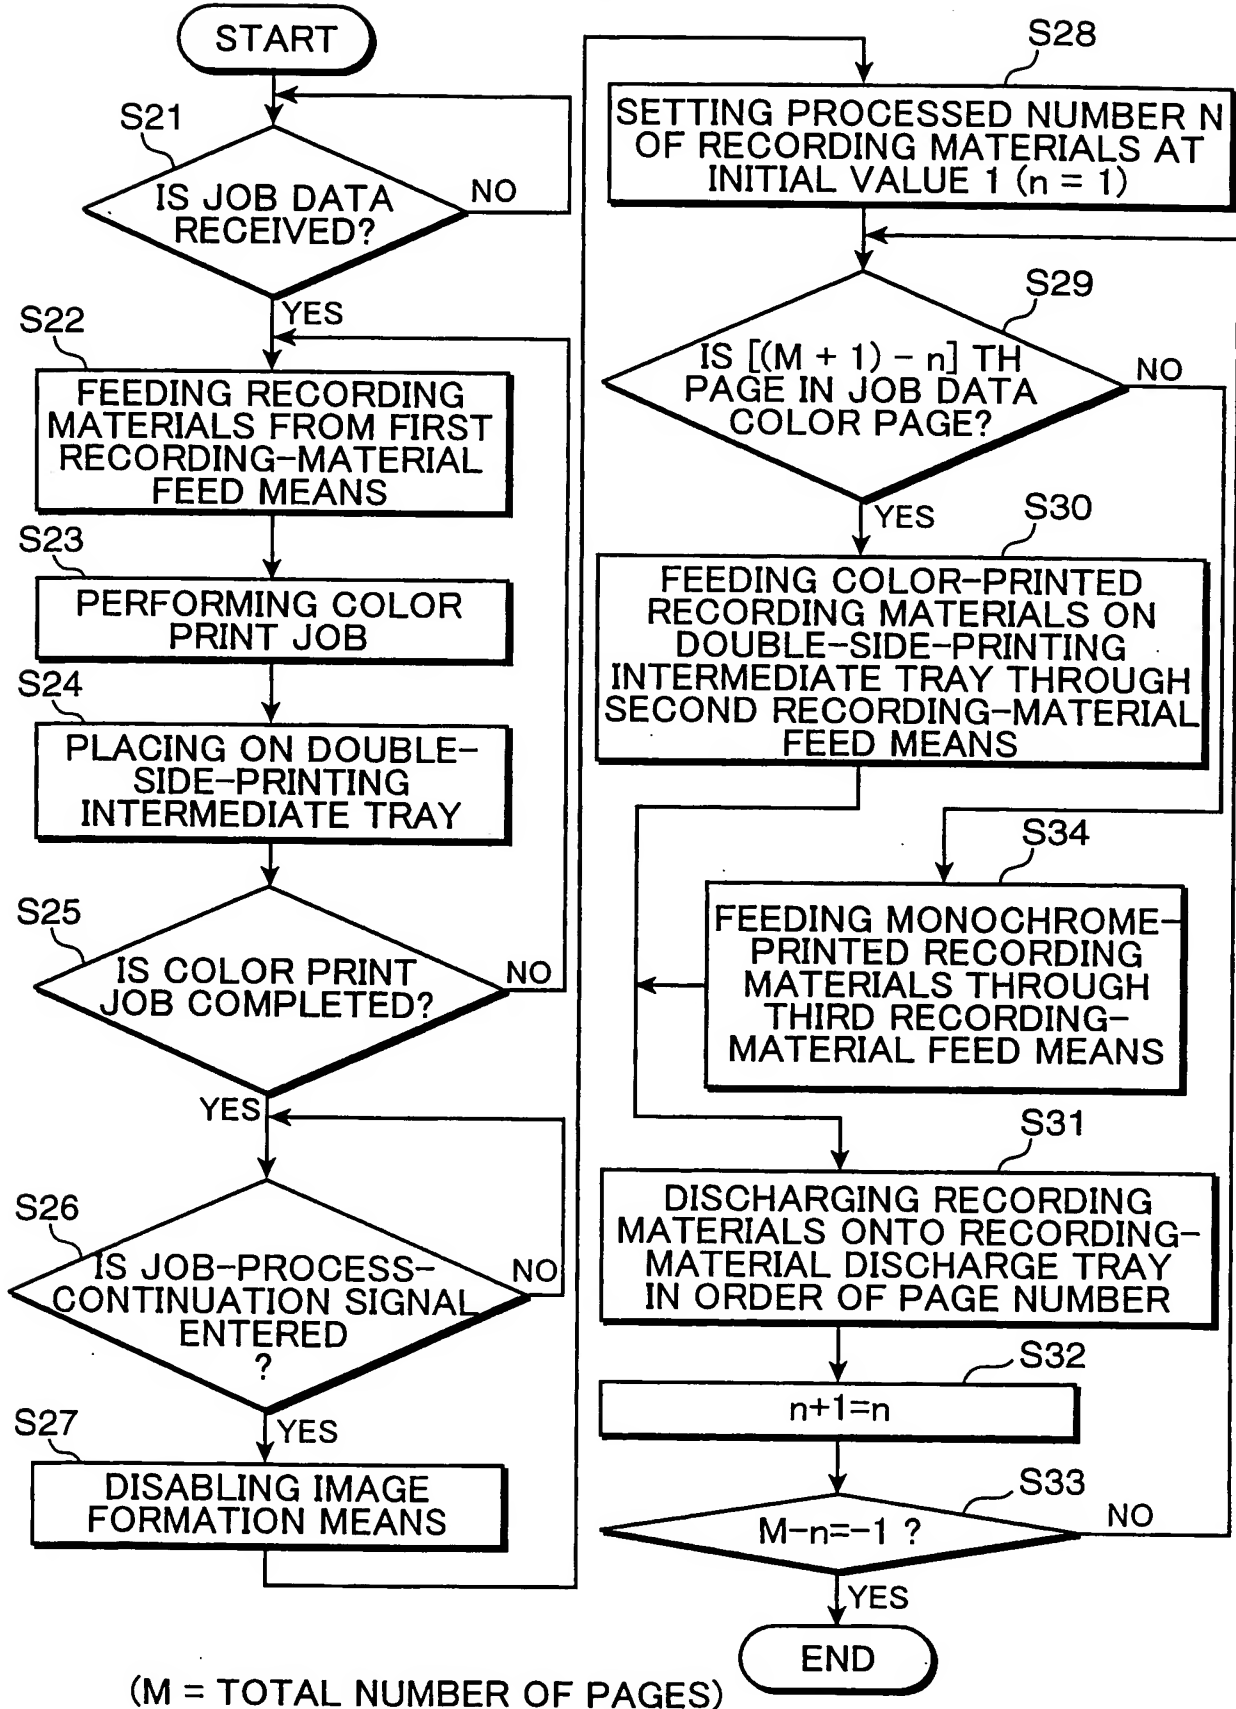 START
S21
IS JOB DATA
RECEIVED?
NO
YES
S22
FEEDING RECORDING
MATERIALS FROM FIRST
RECORDING–MATERIAL
FEED MEANS
S23
PERFORMING COLOR
PRINT JOB
S24
PLACING ON DOUBLE–
SIDE–PRINTING
INTERMEDIATE TRAY
S25
IS COLOR PRINT
JOB COMPLETED?
NO
YES
S26
IS JOB–PROCESS–
CONTINUATION SIGNAL
ENTERED
?
NO
YES
S27
DISABLING IMAGE
FORMATION MEANS
S28
SETTING PROCESSED NUMBER N
OF RECORDING MATERIALS AT
INITIAL VALUE 1 (n = 1)
S29
IS [(M + 1) – n] TH
PAGE IN JOB DATA
COLOR PAGE?
NO
YES
S30
FEEDING COLOR–PRINTED
RECORDING MATERIALS ON
DOUBLE–SIDE–PRINTING
INTERMEDIATE TRAY THROUGH
SECOND RECORDING–MATERIAL
FEED MEANS
S34
FEEDING MONOCHROME–
PRINTED RECORDING
MATERIALS THROUGH
THIRD RECORDING–
MATERIAL FEED MEANS
S31
DISCHARGING RECORDING
MATERIALS ONTO RECORDING–
MATERIAL DISCHARGE TRAY
IN ORDER OF PAGE NUMBER
S32
n+1=n
S33
M–n=–1 ?
NO
YES
END
(M = TOTAL NUMBER OF PAGES)